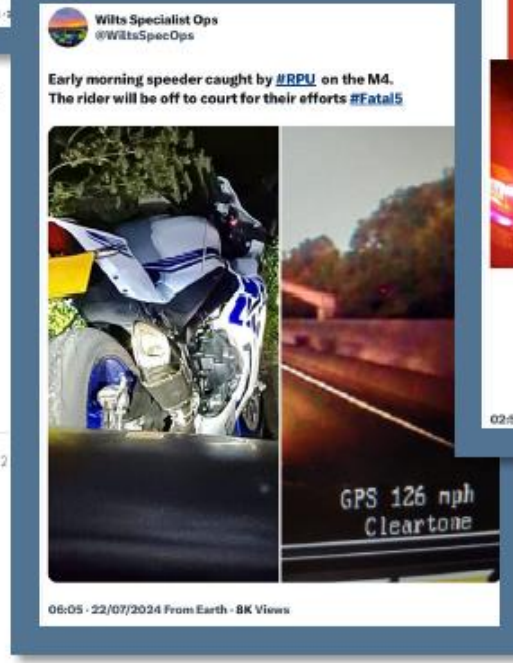 Wilts Specialist Ops
@WiltsSpecOps
Early morning speeder caught by #RPU on the M4.
The rider will be off to court for their efforts #Fatal5
GPS 126 mph
Cleartone
06:05 · 22/07/2024 From Earth · 8K Views